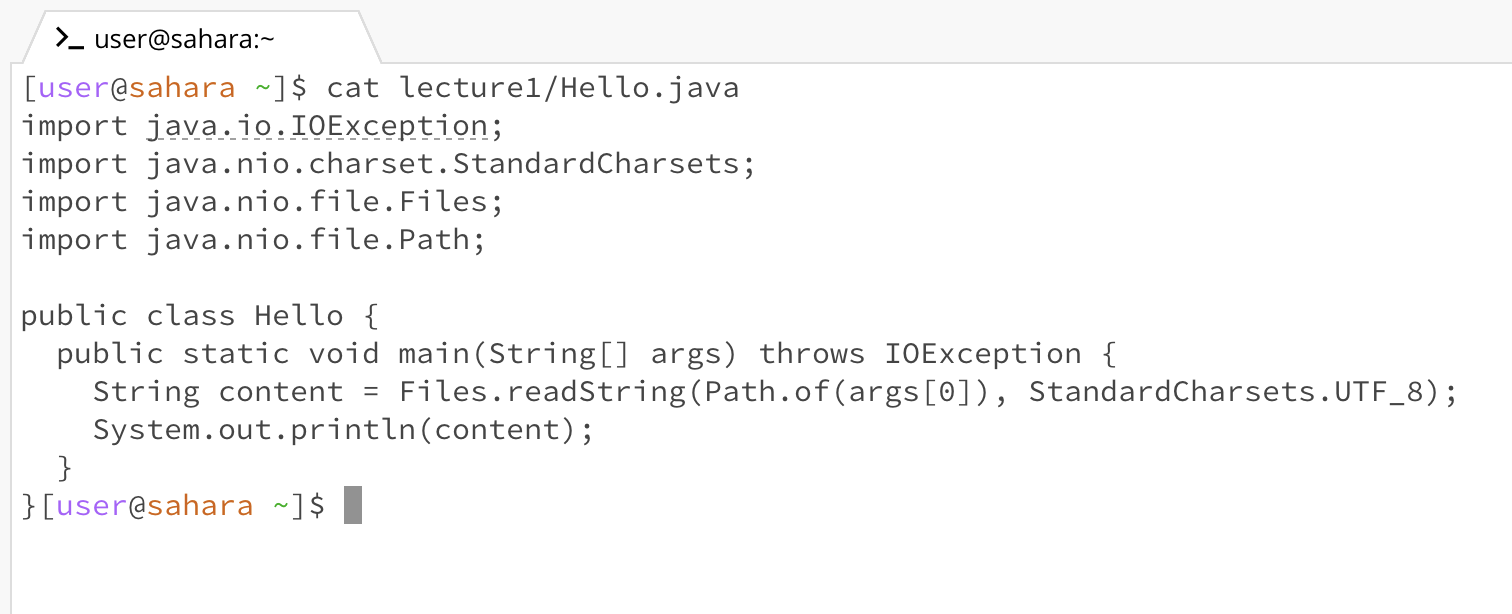 >_ user@sahara:~
[user@sahara ~]$ cat lecture1/Hello.java
import java.io.IOException;
import java.nio.charset.StandardCharsets;
import java.nio.file.Files;
import java.nio.file.Path;

public class Hello {
  public static void main(String[] args) throws IOException {
    String content = Files.readString(Path.of(args[0]), StandardCharsets.UTF_8);
    System.out.println(content);
  }
}[user@sahara ~]$